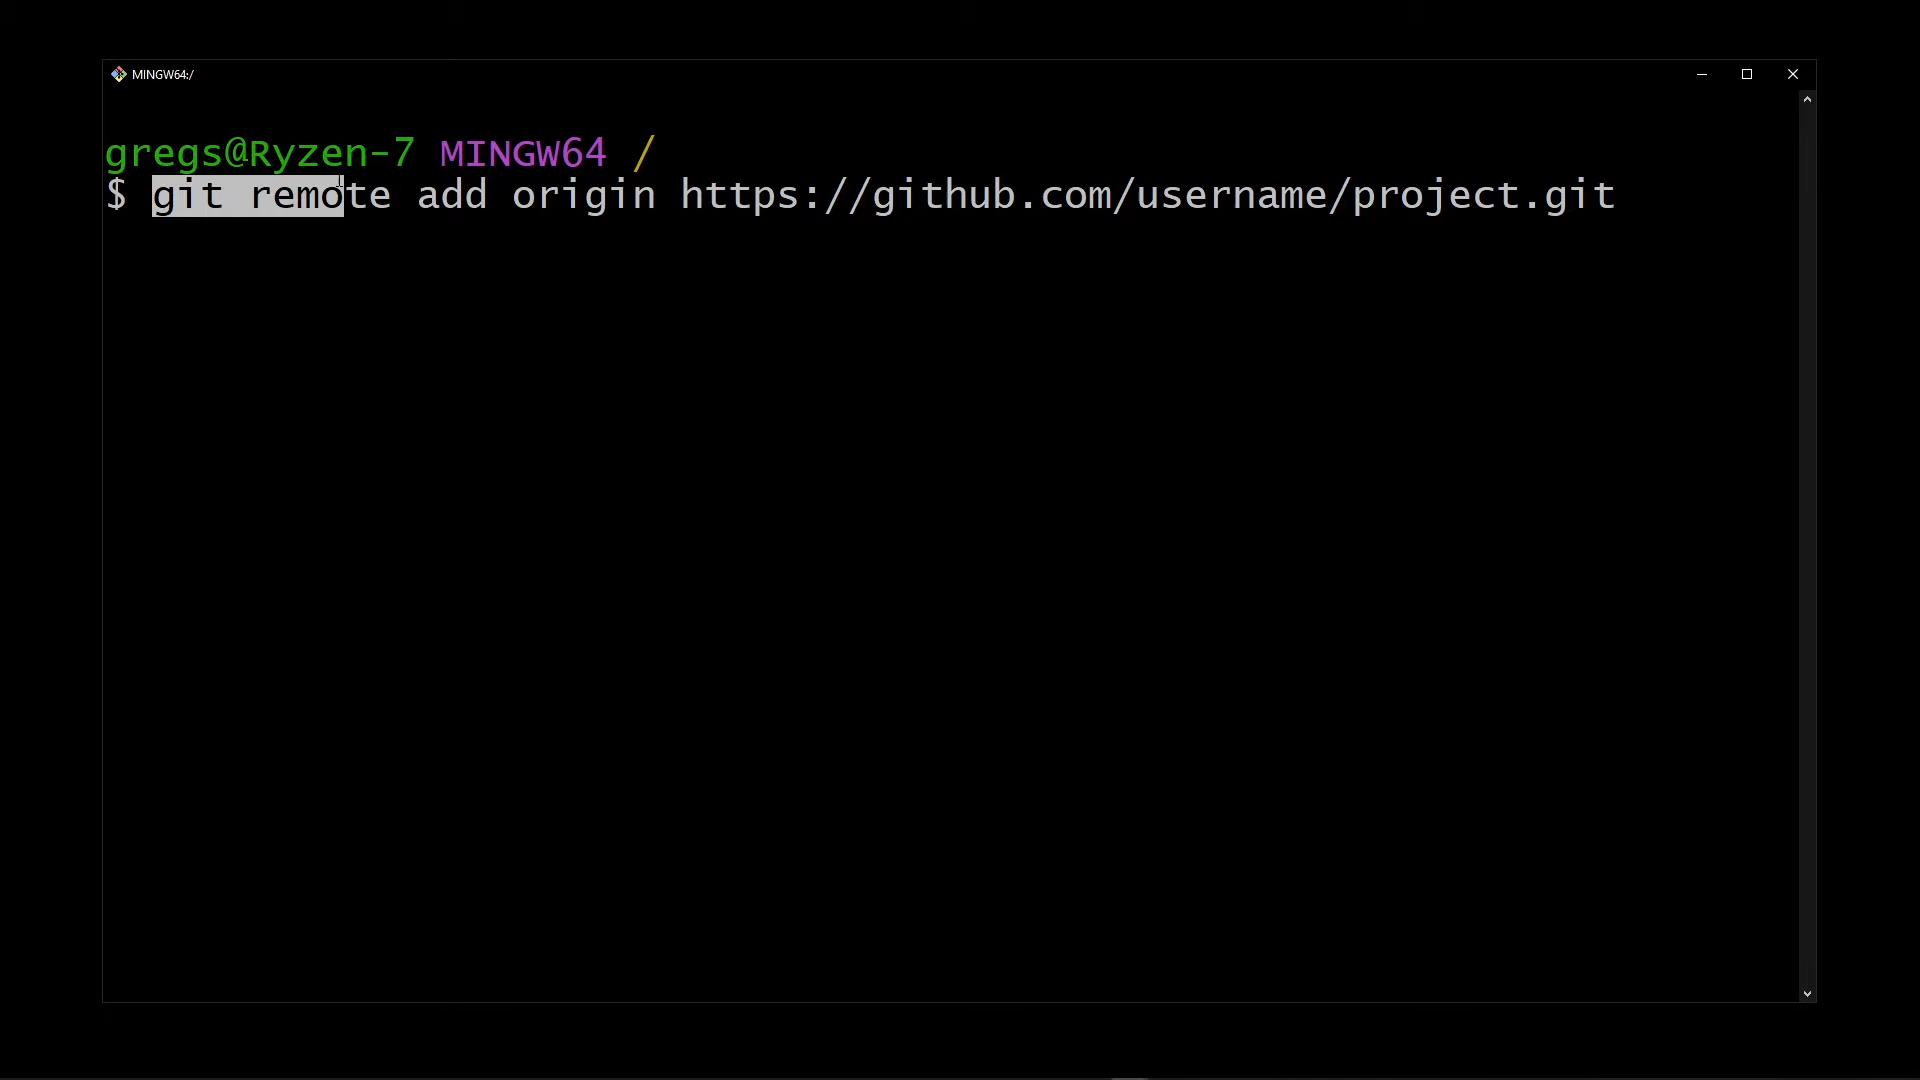 MINGW64:/
gregs@Ryzen-7 MINGW64 /
$ git remote add origin https://github.com/username/project.git